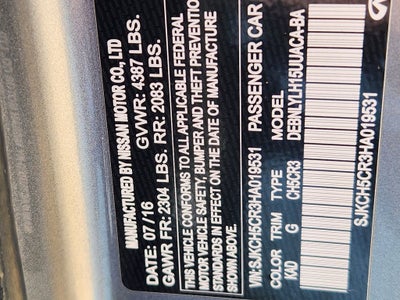 MANUFACTURED BY NISSAN MOTOR CO., LTD
DATE: 07/16 GVWR: 4387 LBS.
GAWR FR: 2304 LBS. RR: 2083 LBS.
THIS VEHICLE CONFORMS TO ALL APPLICABLE FEDERAL
MOTOR VEHICLE SAFETY, BUMPER AND THEFT PREVENTIO
STANDARDS IN EFFECT ON THE DATE OF MANUFACTURE
SHOWN ABOVE.
VIN: SJKCH5CR3HA019531 PASSENGER CAR
COLOR TRIM TYPE MODEL
KAD G CH5CR3 DEBNLYLH15UUACA-BA
SJKCH5CR3HA019531